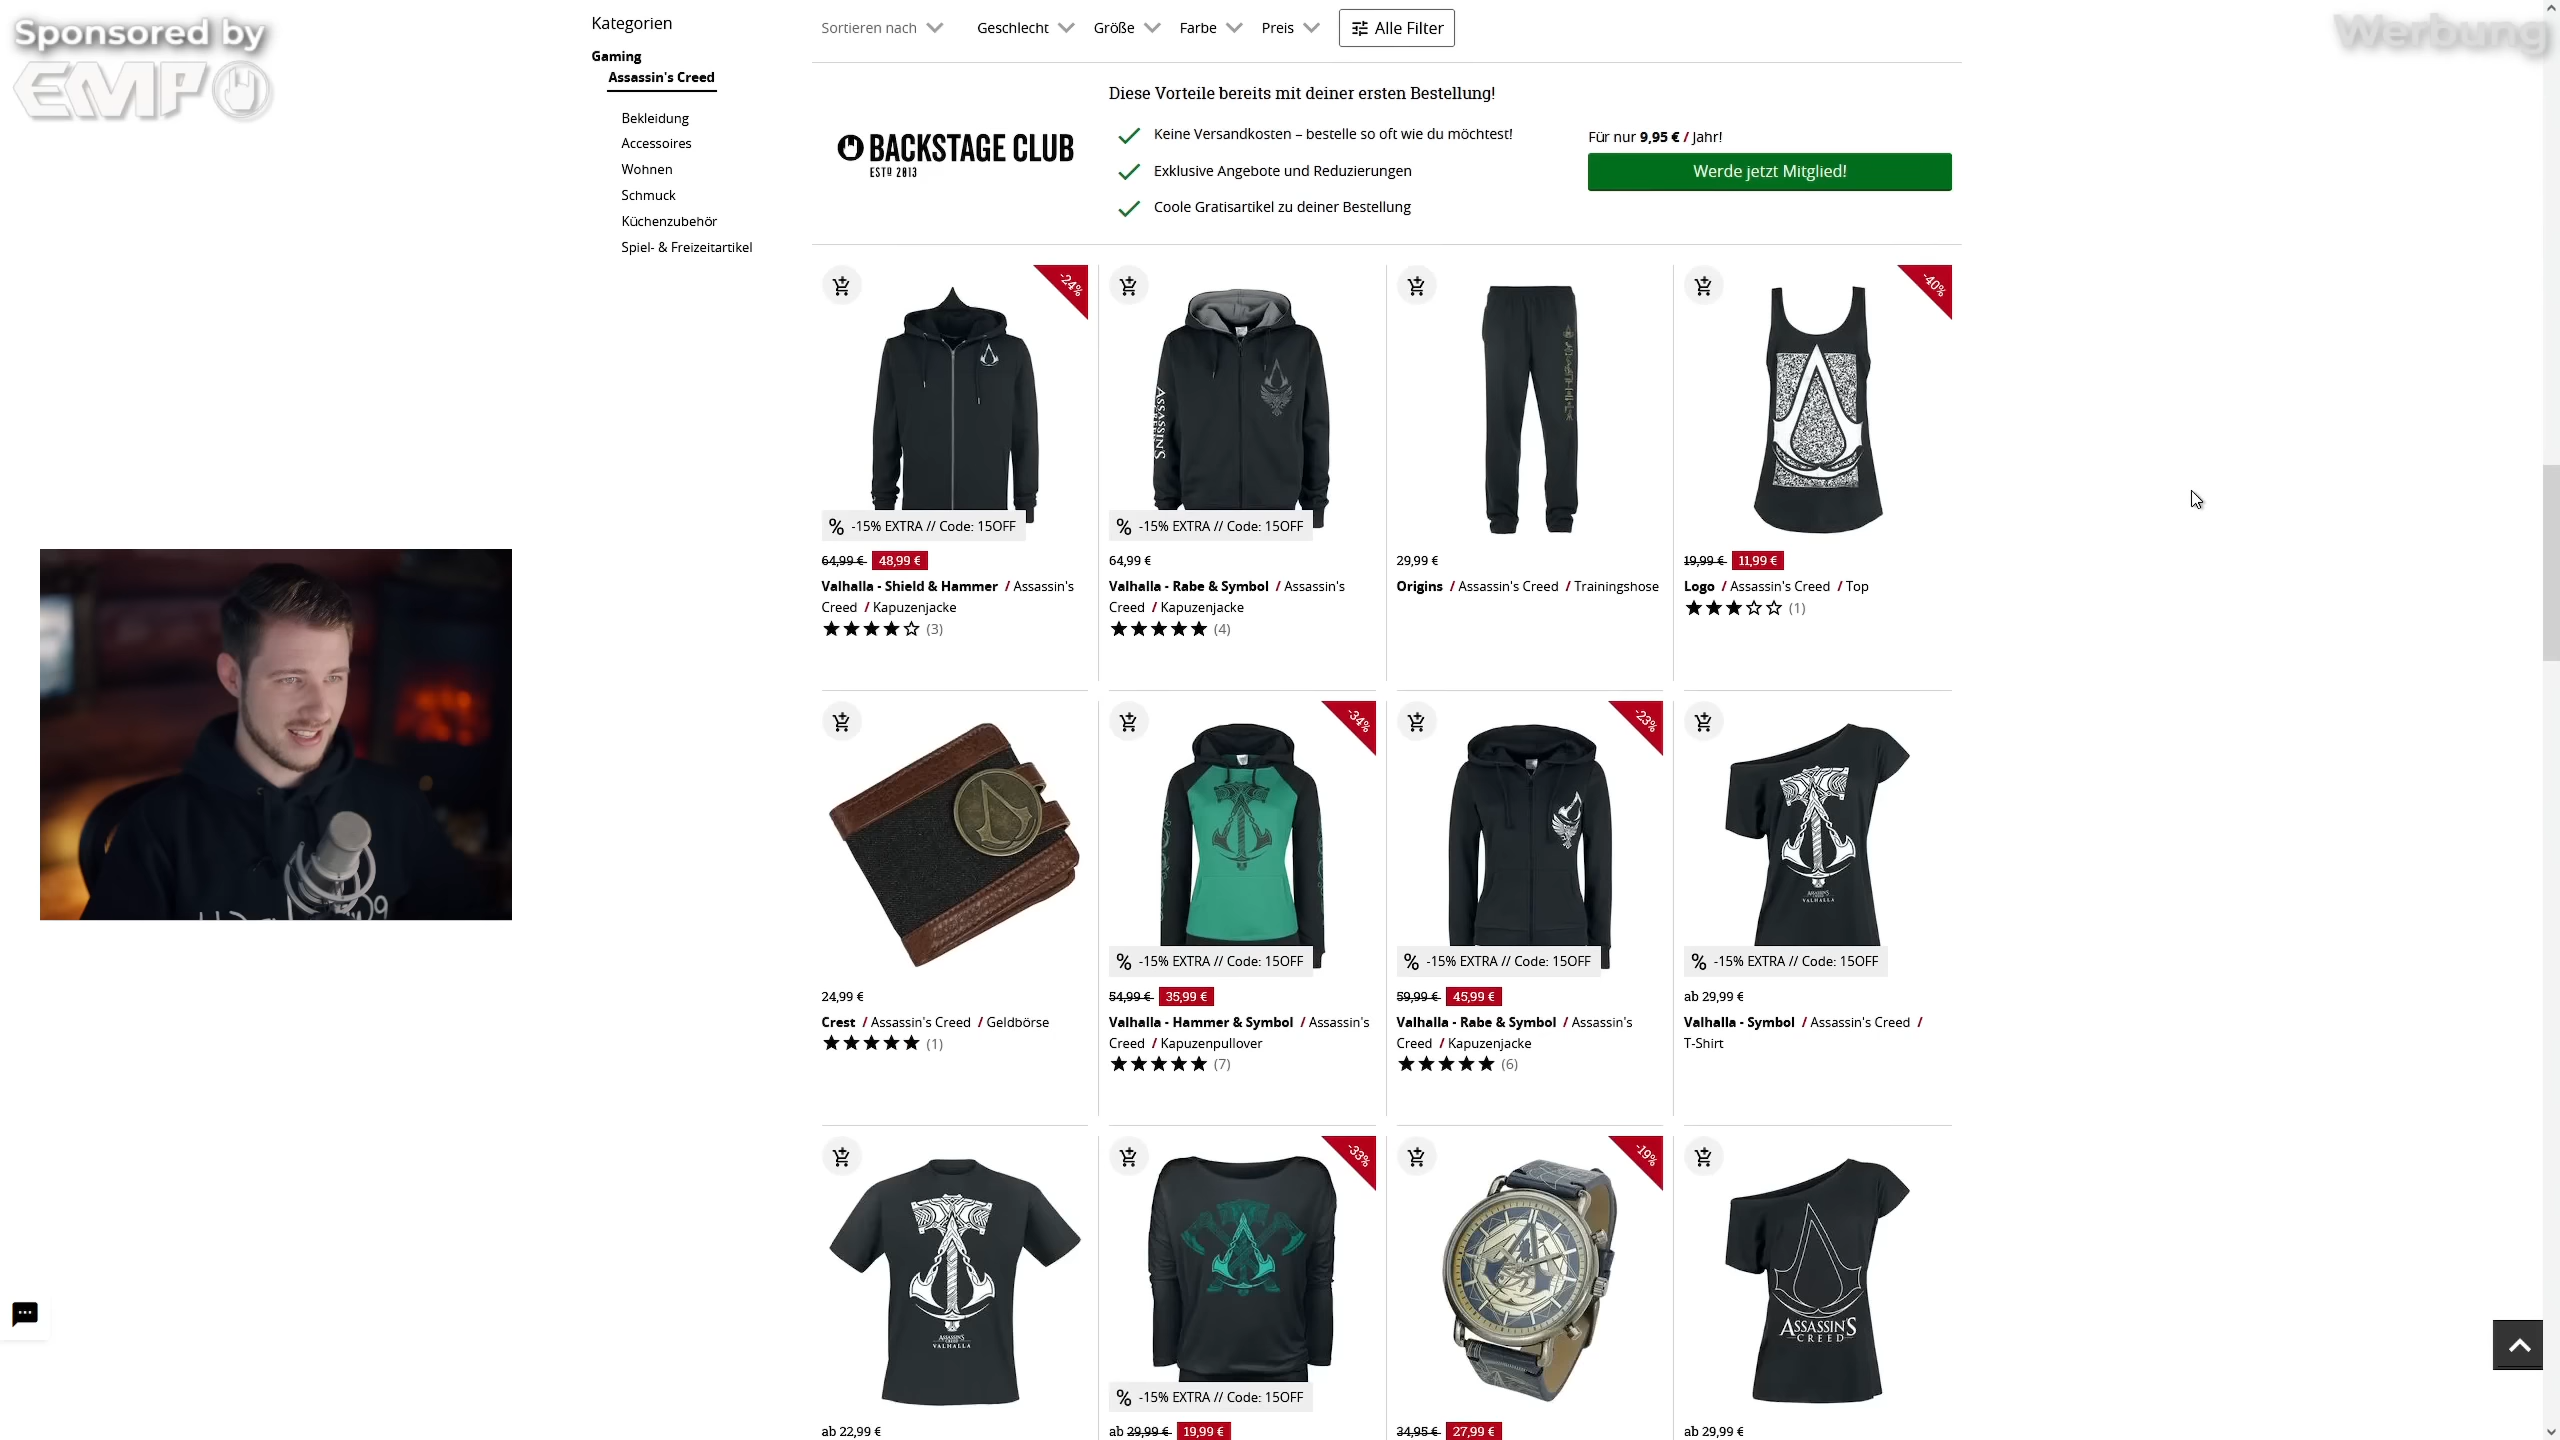 Sponsored by
EMP
Werbung
Kategorien
Gaming
Assassin's Creed
Bekleidung
Accessoires
Wohnen
Schmuck
Küchenzubehör
Spiel- & Freizeitartikel
Sortieren nach
Geschlecht
Größe
Farbe
Preis
Alle Filter
BACKSTAGE CLUB
ESTD 2013
Diese Vorteile bereits mit deiner ersten Bestellung!
Keine Versandkosten – bestelle so oft wie du möchtest!
Exklusive Angebote und Reduzierungen
Coole Gratisartikel zu deiner Bestellung
Für nur 9,95 € / Jahr!
Werde jetzt Mitglied!
-24%
% -15% EXTRA // Code: 15OFF
64,99 € 48,99 €
Valhalla - Shield & Hammer / Assassin's
Creed / Kapuzenjacke
(3)
ASSASSIN'S
% -15% EXTRA // Code: 15OFF
64,99 €
Valhalla - Rabe & Symbol / Assassin's
Creed / Kapuzenjacke
(4)
29,99 €
Origins / Assassin's Creed / Trainingshose
-40%
19,99 € 11,99 €
Logo / Assassin's Creed / Top
(1)
24,99 €
Crest / Assassin's Creed / Geldbörse
(1)
-34%
% -15% EXTRA // Code: 15OFF
54,99 € 35,99 €
Valhalla - Hammer & Symbol / Assassin's
Creed / Kapuzenpullover
(7)
-23%
% -15% EXTRA // Code: 15OFF
59,99 € 45,99 €
Valhalla - Rabe & Symbol / Assassin's
Creed / Kapuzenjacke
(6)
ASSASSIN'S
VALHALLA
% -15% EXTRA // Code: 15OFF
ab 29,99 €
Valhalla - Symbol / Assassin's Creed /
T-Shirt
ASSASSIN'S
VALHALLA
ab 22,99 €
-33%
% -15% EXTRA // Code: 15OFF
ab 29,99 € 19,99 €
-19%
34,95 € 27,99 €
ASSASSIN'S
CREED
ab 29,99 €